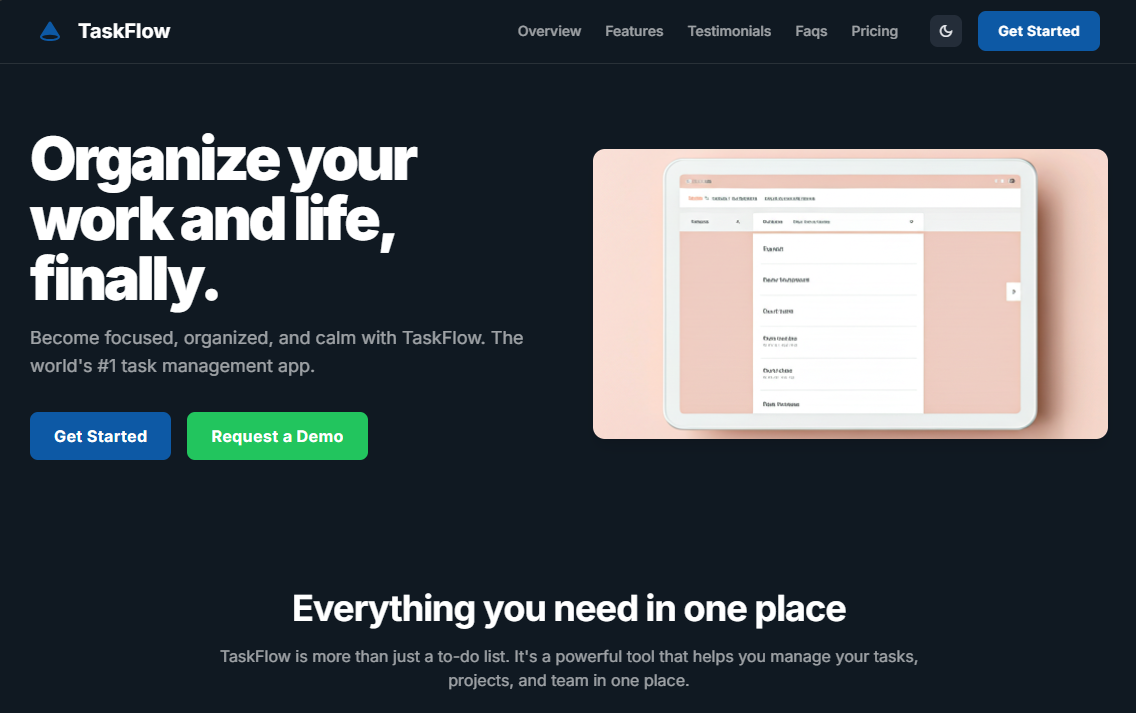 TaskFlow
Overview Features Testimonials Faqs Pricing Get Started
Organize your
work and life,
finally.
Become focused, organized, and calm with TaskFlow. The
world's #1 task management app.
Get Started Request a Demo
Everything you need in one place
TaskFlow is more than just a to-do list. It's a powerful tool that helps you manage your tasks,
projects, and team in one place.